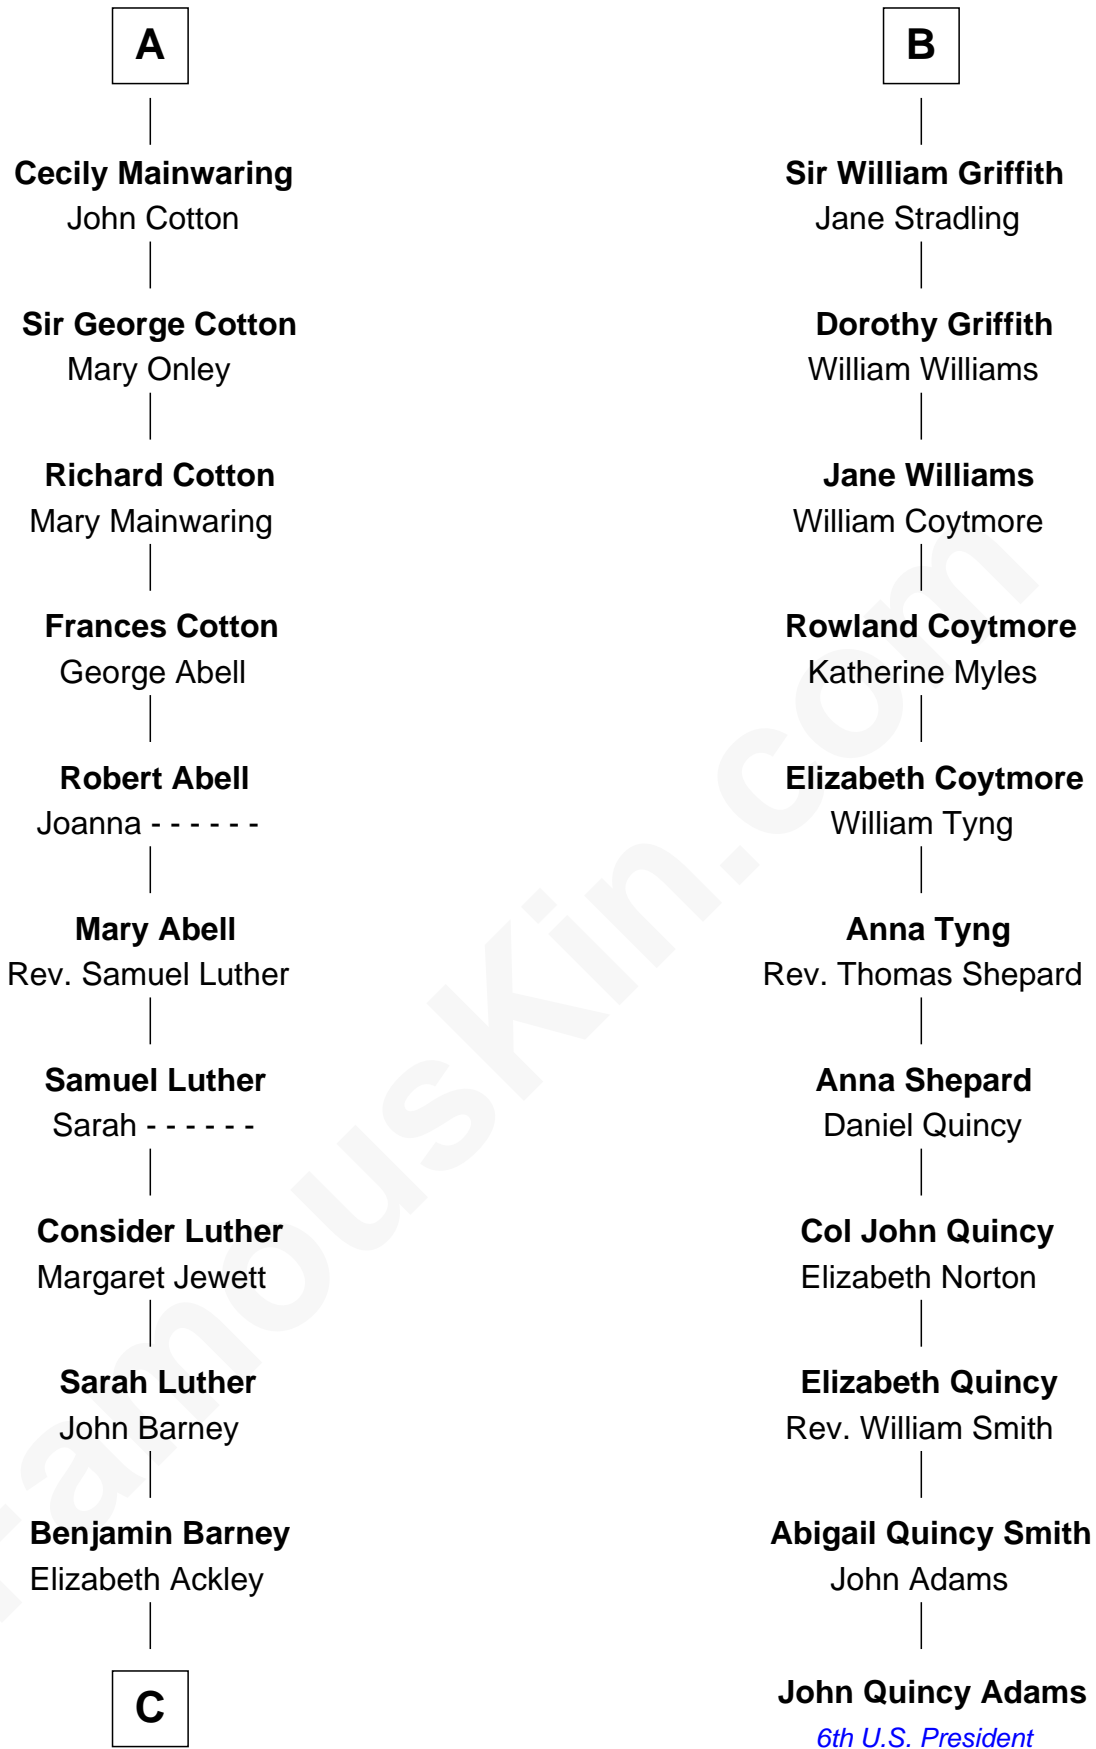 A
Cecily Mainwaring
John Cotton
Sir George Cotton
Mary Onley
Richard Cotton
Mary Mainwaring
Frances Cotton
George Abell
Robert Abell
Joanna - - - - - -
Mary Abell
Rev. Samuel Luther
Samuel Luther
Sarah - - - - - -
Consider Luther
Margaret Jewett
Sarah Luther
John Barney
Benjamin Barney
Elizabeth Ackley
C
B
Sir William Griffith
Jane Stradling
Dorothy Griffith
William Williams
Jane Williams
William Coytmore
Rowland Coytmore
Katherine Myles
Elizabeth Coytmore
William Tyng
Anna Tyng
Rev. Thomas Shepard
Anna Shepard
Daniel Quincy
Col John Quincy
Elizabeth Norton
Elizabeth Quincy
Rev. William Smith
Abigail Quincy Smith
John Adams
John Quincy Adams
6th U.S. President
FamousKin.com